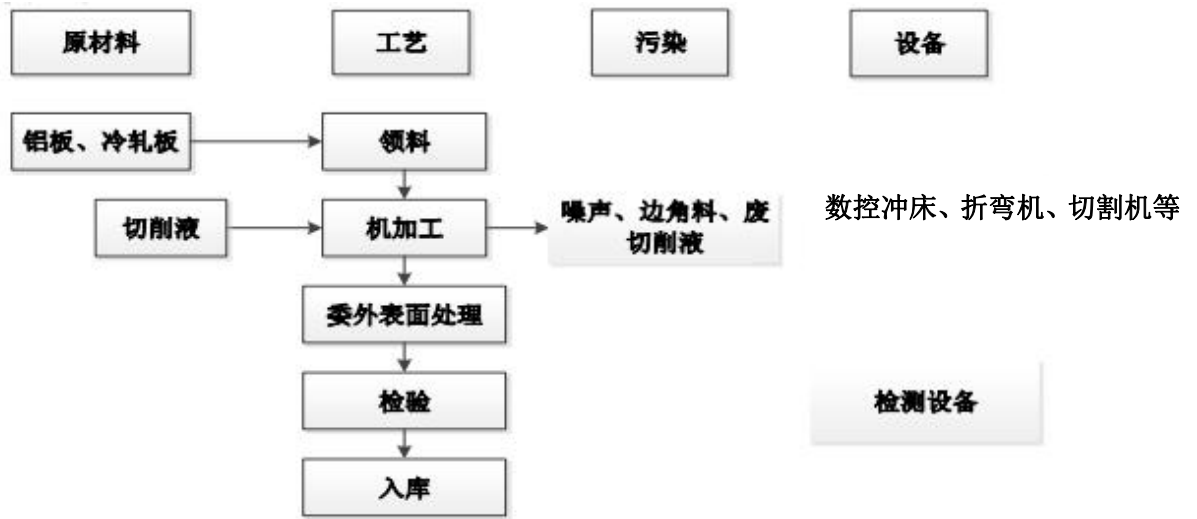 原材料
工艺
污染
设备
铝板、冷轧板
领料
切削液
机加工
噪声、边角料、废
切削液
数控冲床、折弯机、切割机等
委外表面处理
检验
检测设备
入库